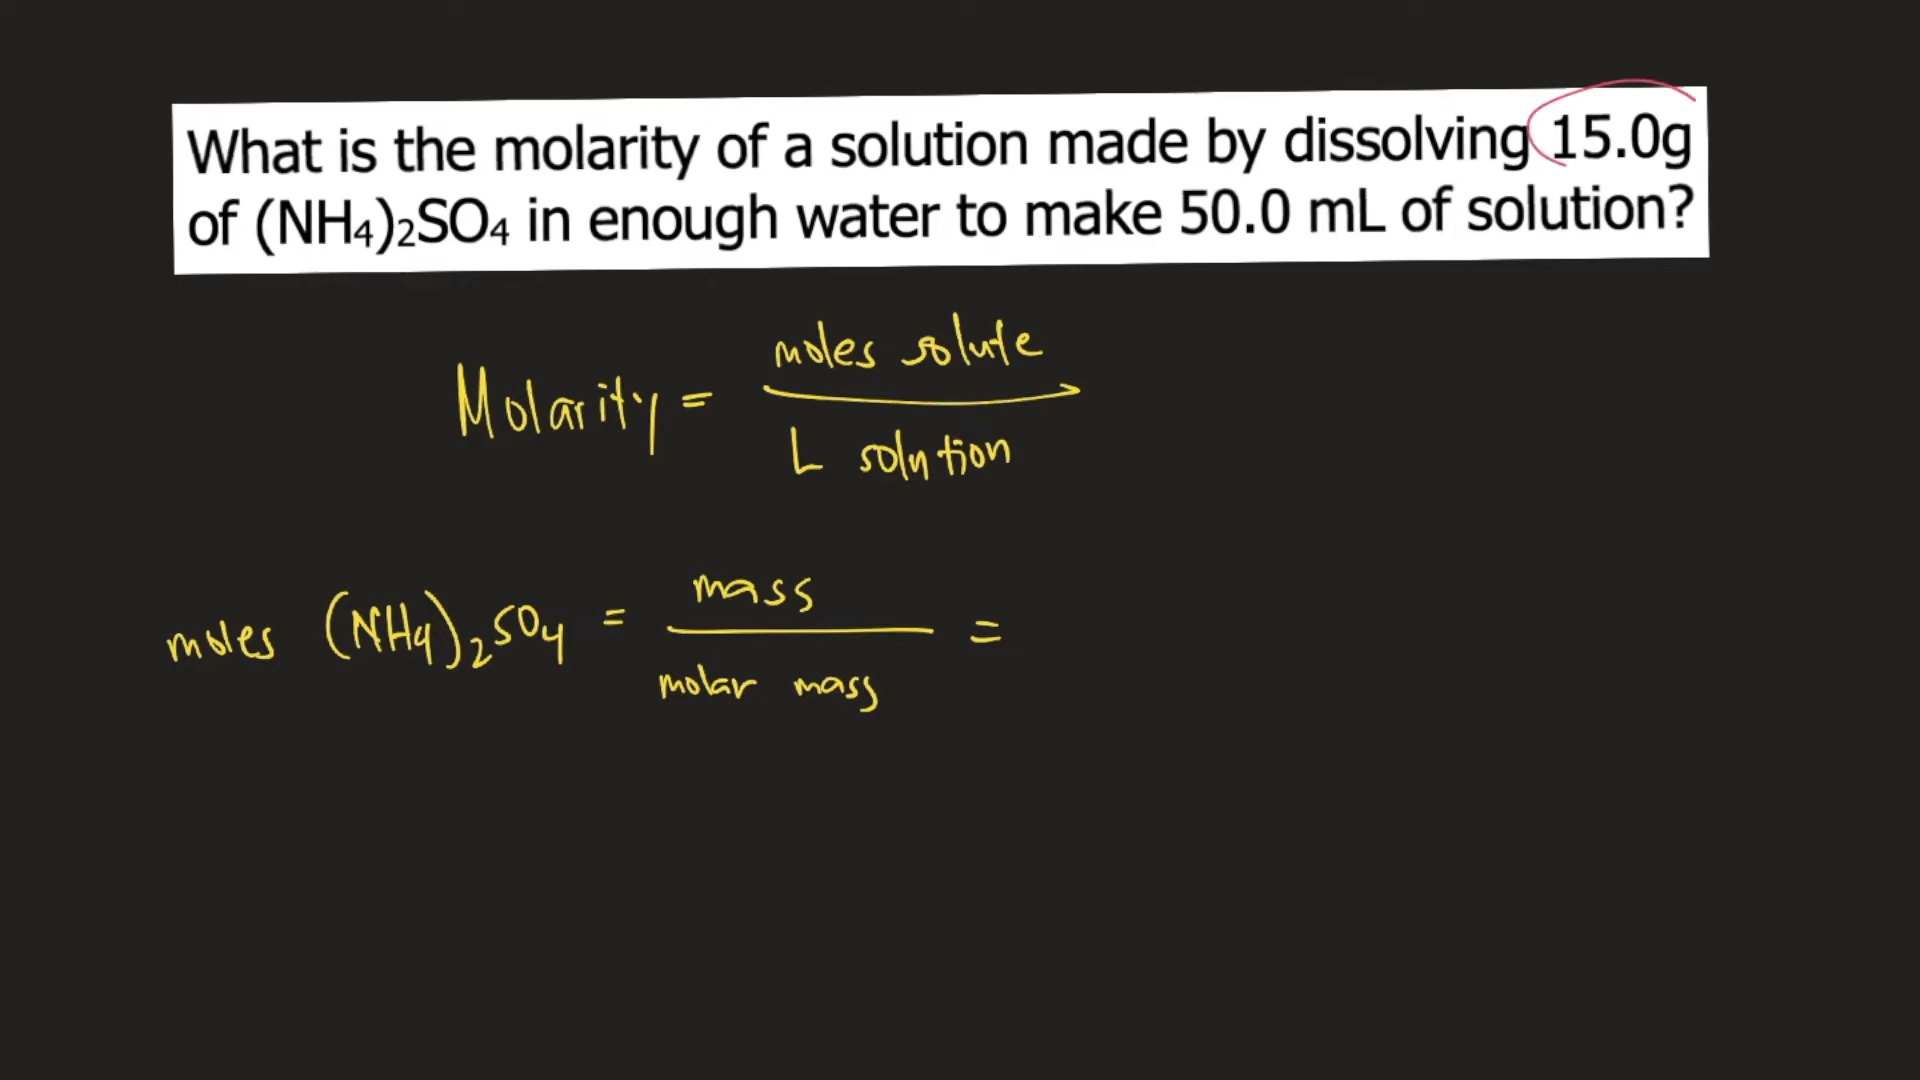 What is the molarity of a solution made by dissolving 15.0g
of (NH4)2SO4 in enough water to make 50.0 mL of solution?
Molarity = moles solute
L solution
moles (NH4)2SO4 = mass =
molar mass